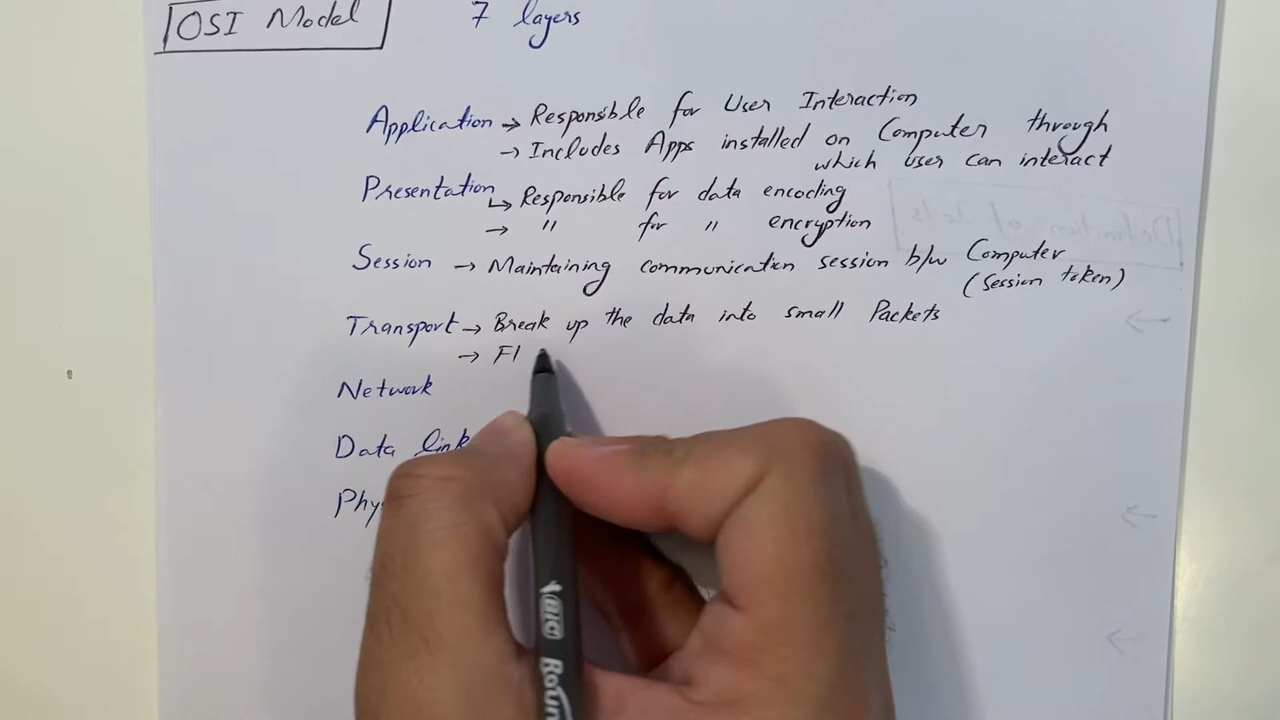 OSI Model 7 layers
Application → Responsible for User Interaction
→ Includes Apps installed on Computer through
which user can interact
Presentation ↳ Responsible for data encoding
→ " for " encryption
Session → Maintaining communication session b/w Computer
(Session token)
Transport → Break up the data into small Packets
→ Fl
Network
Data link
Phy
BIC